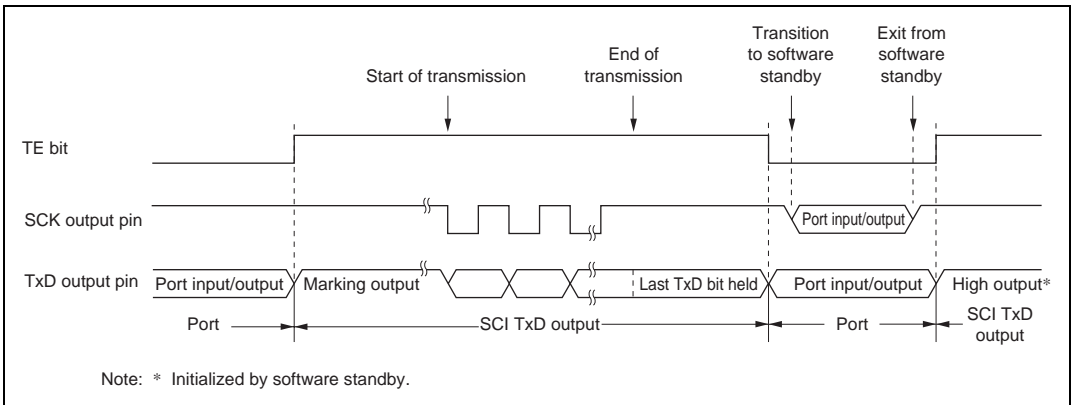 Transition
to software
standby
Exit from
software
standby
End of
transmission
Start of transmission
TE bit
SCK output pin
Port input/output
TxD output pin
Port input/output
Marking output
Last TxD bit held
Port input/output
High output*
Port
SCI TxD output
Port
SCI TxD
output
Note: * Initialized by software standby.